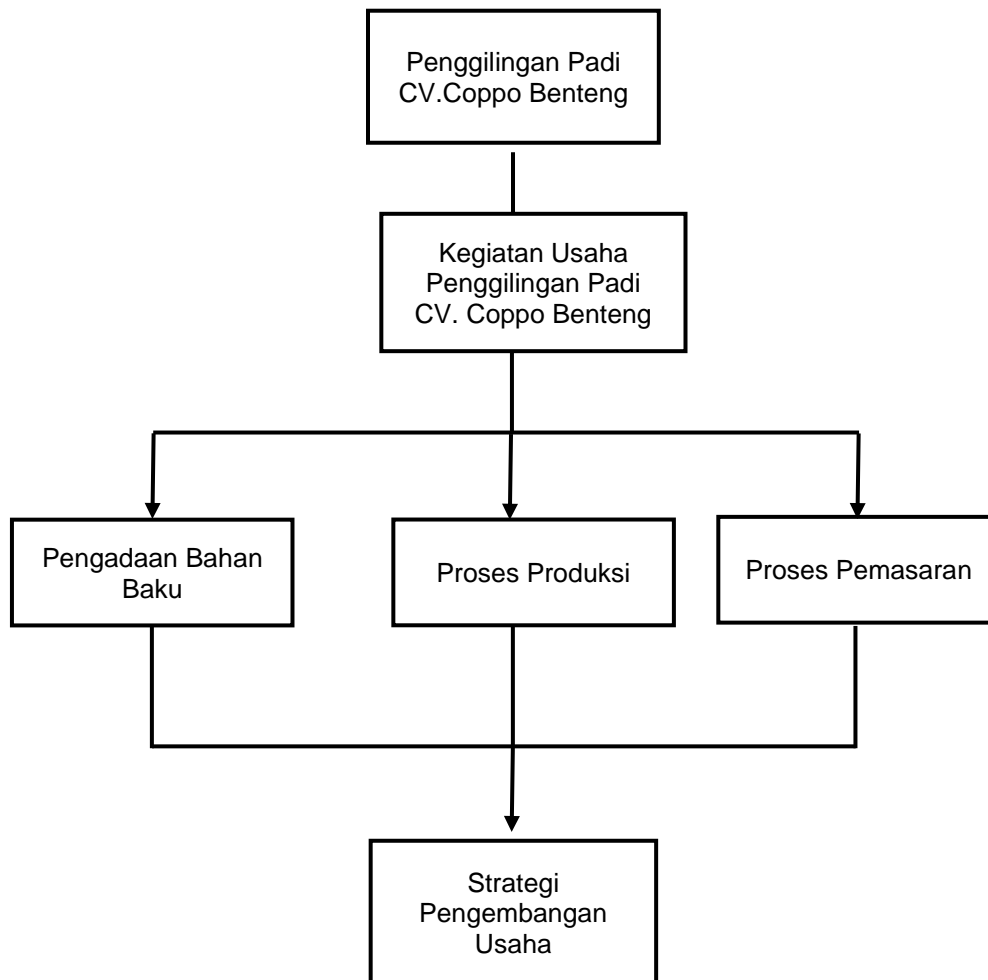 Penggilingan Padi
CV.Coppo Benteng
Kegiatan Usaha
Penggilingan Padi
CV. Coppo Benteng
Pengadaan Bahan
Baku
Proses Produksi
Proses Pemasaran
Strategi
Pengembangan
Usaha